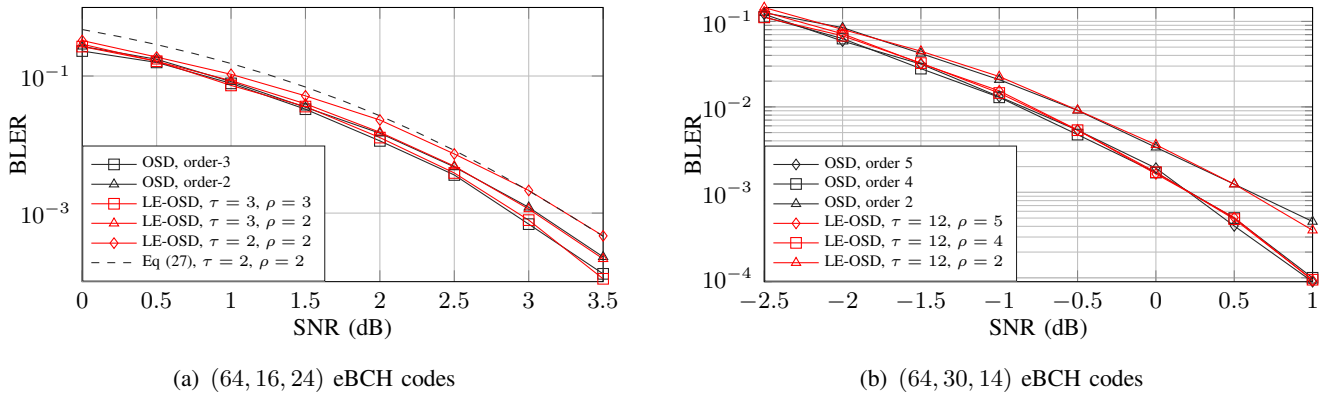 10⁻¹
10⁻³
BLER
OSD, order-3
OSD, order-2
LE-OSD, τ = 3, ρ = 3
LE-OSD, τ = 3, ρ = 2
LE-OSD, τ = 2, ρ = 2
Eq (27), τ = 2, ρ = 2
0 0.5 1 1.5 2 2.5 3 3.5
SNR (dB)
(a) (64, 16, 24) eBCH codes
10⁻¹
10⁻²
10⁻³
10⁻⁴
BLER
OSD, order 5
OSD, order 4
OSD, order 2
LE-OSD, τ = 12, ρ = 5
LE-OSD, τ = 12, ρ = 4
LE-OSD, τ = 12, ρ = 2
−2.5 −2 −1.5 −1 −0.5 0 0.5 1
SNR (dB)
(b) (64, 30, 14) eBCH codes